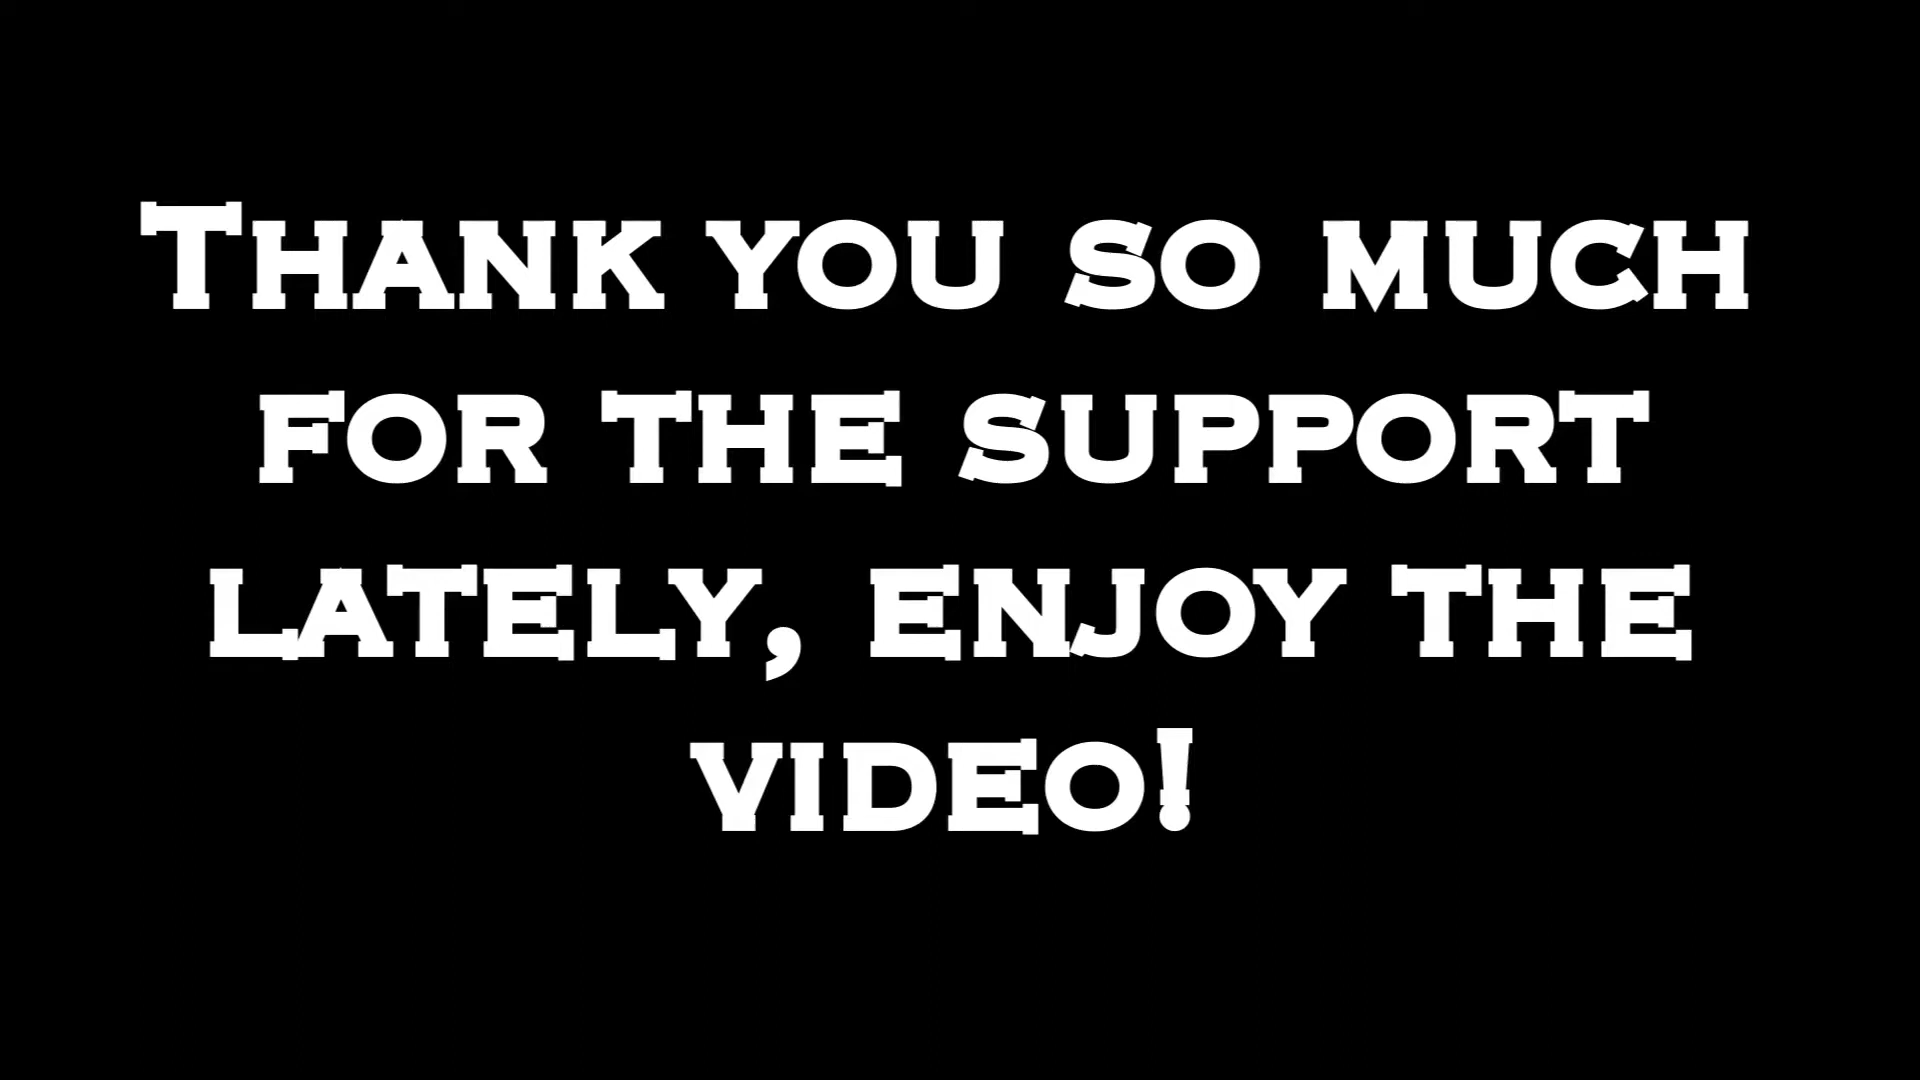 Thank you so much
for the support
lately, enjoy the
video!